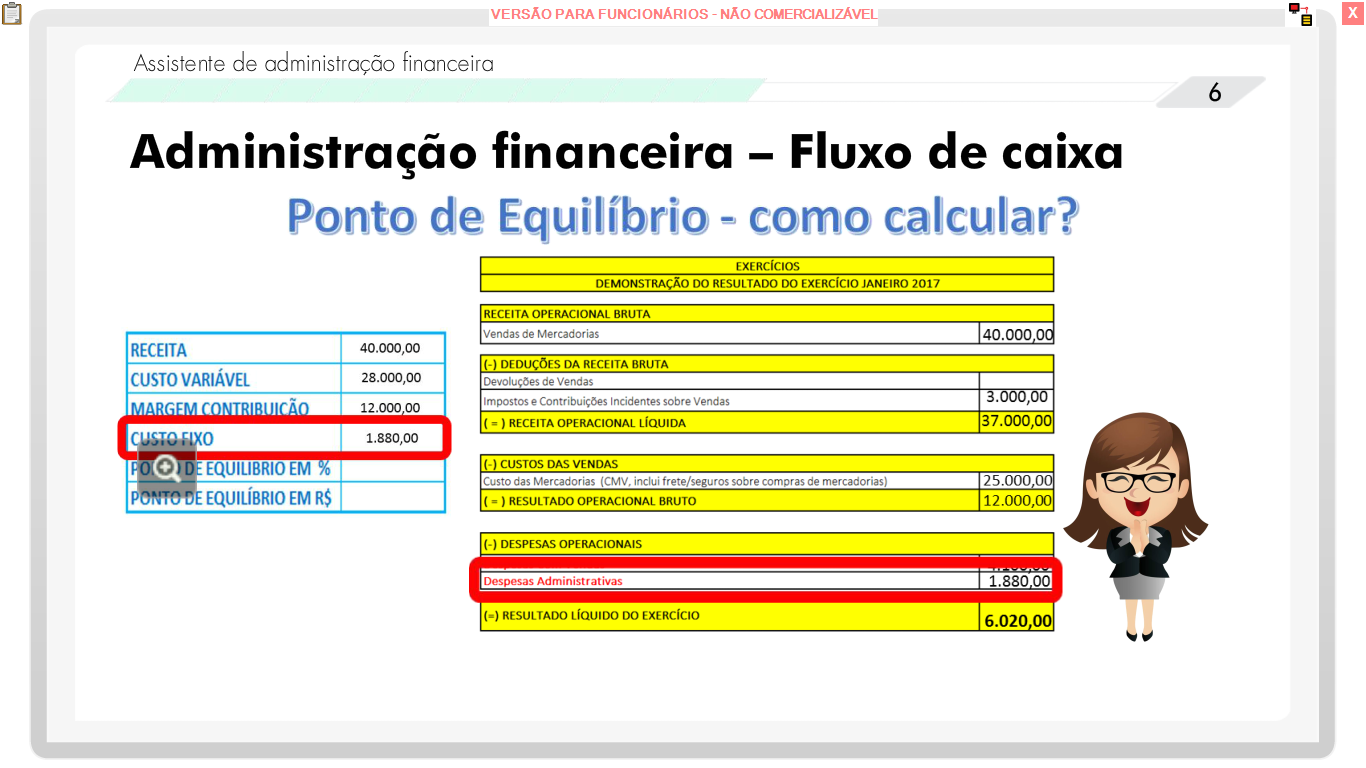 VERSÃO PARA FUNCIONÁRIOS - NÃO COMERCIALIZÁVEL
X
Assistente de administração financeira
6
Administração financeira – Fluxo de caixa
Ponto de Equilíbrio - como calcular?
RECEITA 40.000,00
CUSTO VARIÁVEL 28.000,00
MARGEM CONTRIBUIÇÃO 12.000,00
CUSTO FIXO 1.880,00
DE EQUILIBRIO EM %
PONTO DE EQUILÍBRIO EM R$
EXERCÍCIOS
DEMONSTRAÇÃO DO RESULTADO DO EXERCÍCIO JANEIRO 2017
RECEITA OPERACIONAL BRUTA
Vendas de Mercadorias 40.000,00
(-) DEDUÇÕES DA RECEITA BRUTA
Devoluções de Vendas
Impostos e Contribuições Incidentes sobre Vendas 3.000,00
( = ) RECEITA OPERACIONAL LÍQUIDA 37.000,00
(-) CUSTOS DAS VENDAS
Custo das Mercadorias (CMV, inclui frete/seguros sobre compras de mercadorias) 25.000,00
( = ) RESULTADO OPERACIONAL BRUTO 12.000,00
(-) DESPESAS OPERACIONAIS
Despesas Administrativas 1.880,00
(=) RESULTADO LÍQUIDO DO EXERCÍCIO 6.020,00